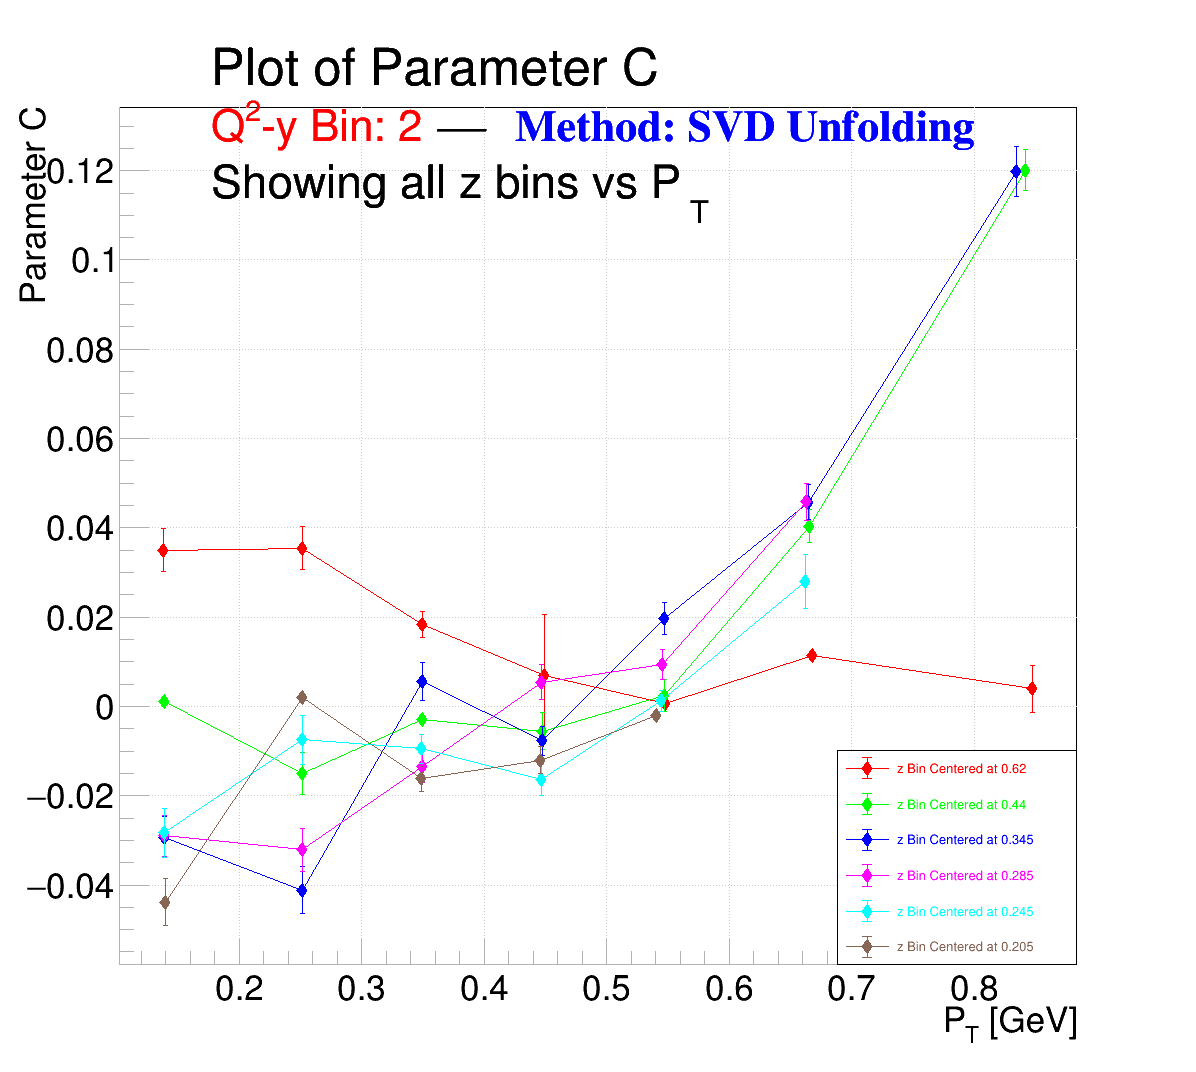 Plot of Parameter C
Q²-y Bin: 2 — Method: SVD Unfolding
Showing all z bins vs P_T
Parameter C
0.12
0.1
0.08
0.06
0.04
0.02
0
−0.02
−0.04
z Bin Centered at 0.62
z Bin Centered at 0.44
z Bin Centered at 0.345
z Bin Centered at 0.285
z Bin Centered at 0.245
z Bin Centered at 0.205
0.2 0.3 0.4 0.5 0.6 0.7 0.8
P_T [GeV]